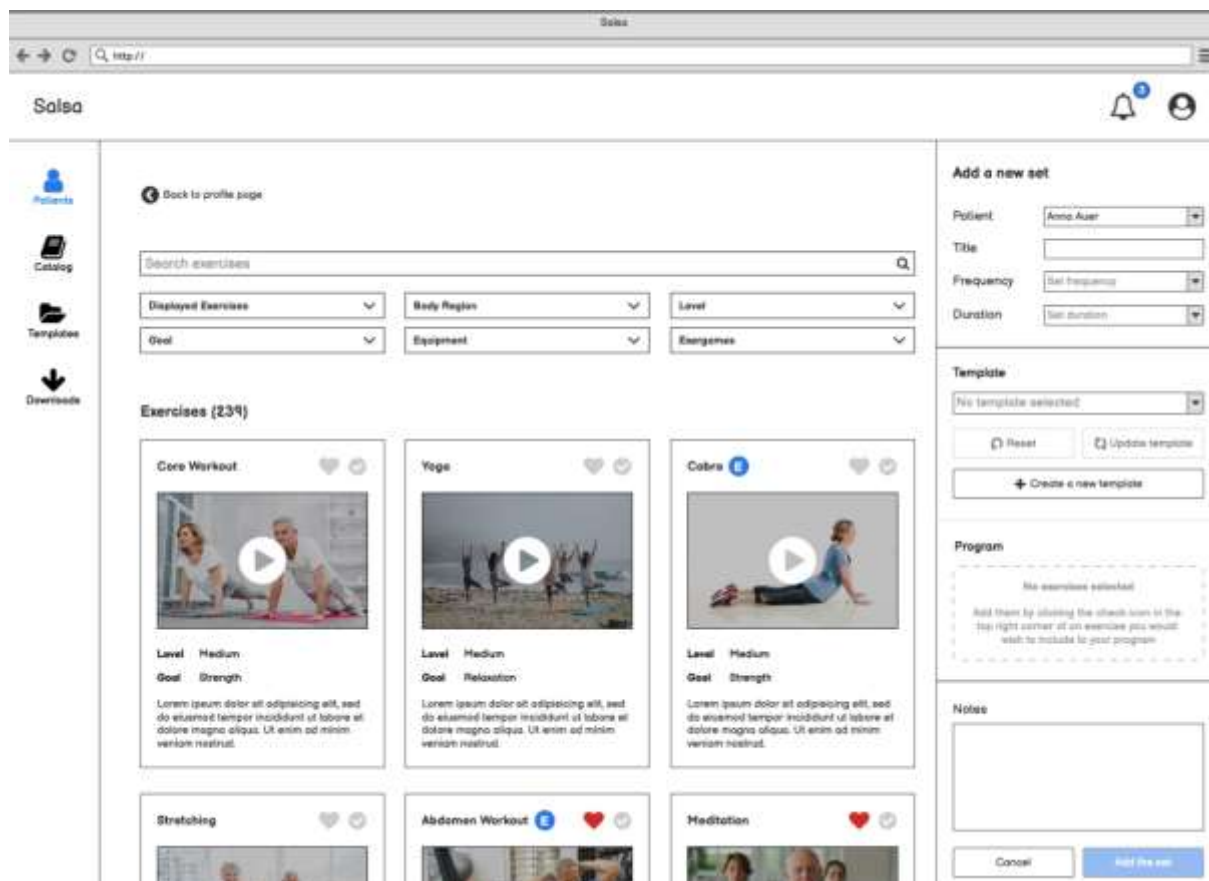 Salsa
http://
Salsa
3
Patients
Catalog
Templates
Downloads
Back to profile page
Search exercises
Displayed Exercises
Body Region
Level
Goal
Equipment
Exergames
Exercises (239)
Core Workout
Level Medium
Goal Strength
Lorem ipsum dolor sit adipisicing elit, sed
do eiusmod tempor incididunt ut labore et
dolore magna aliqua. Ut enim ad minim
veniam nostrud.
Yoga
Level Medium
Goal Relaxation
Lorem ipsum dolor sit adipisicing elit, sed
do eiusmod tempor incididunt ut labore et
dolore magna aliqua. Ut enim ad minim
veniam nostrud.
Cobra E
Level Medium
Goal Strength
Lorem ipsum dolor sit adipisicing elit, sed
do eiusmod tempor incididunt ut labore et
dolore magna aliqua. Ut enim ad minim
veniam nostrud.
Stretching
Abdomen Workout E
Meditation
Add a new set
Patient Anna Auer
Title
Frequency Set frequency
Duration Set duration
Template
No template selected
Reset
Update template
Create a new template
Program
No exercises selected
Add them by clicking the check icon in the
top right corner of an exercise you would
wish to include to your program
Notes
Cancel
Add the set